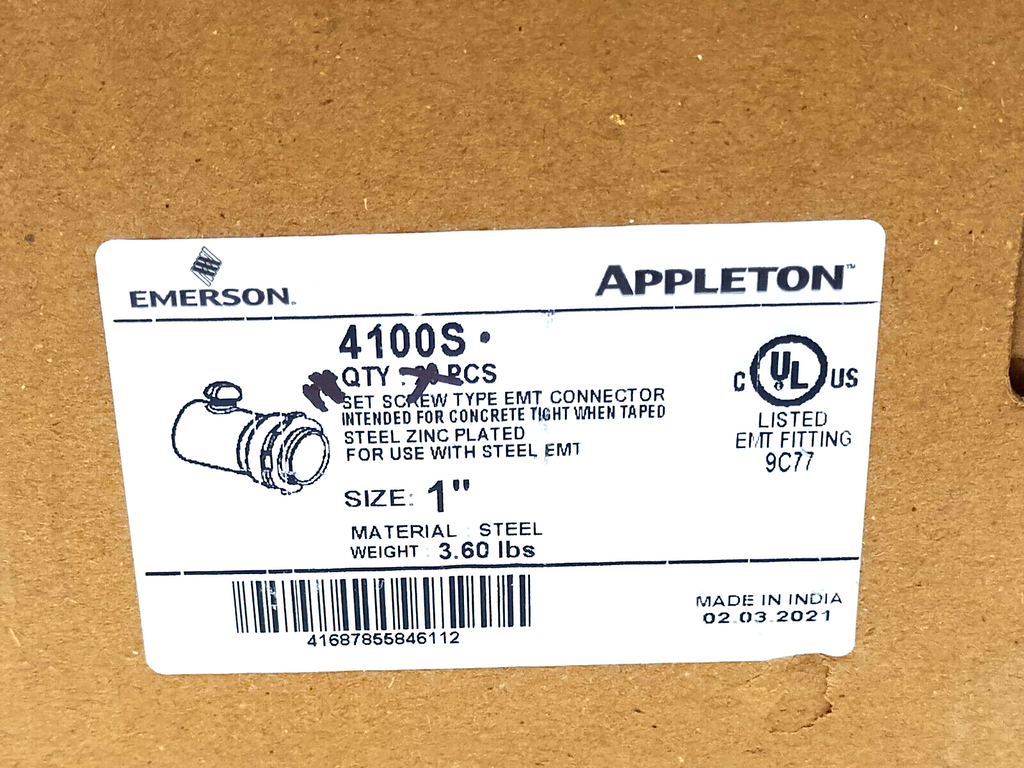 EMERSON.
APPLETON™
4100S
QTY : PCS
SET SCREW TYPE EMT CONNECTOR
INTENDED FOR CONCRETE TIGHT WHEN TAPED
STEEL ZINC PLATED
FOR USE WITH STEEL EMT
SIZE: 1"
MATERIAL : STEEL
WEIGHT : 3.60 lbs
C UL US
LISTED
EMT FITTING
9C77
41687855846112
MADE IN INDIA
02.03.2021